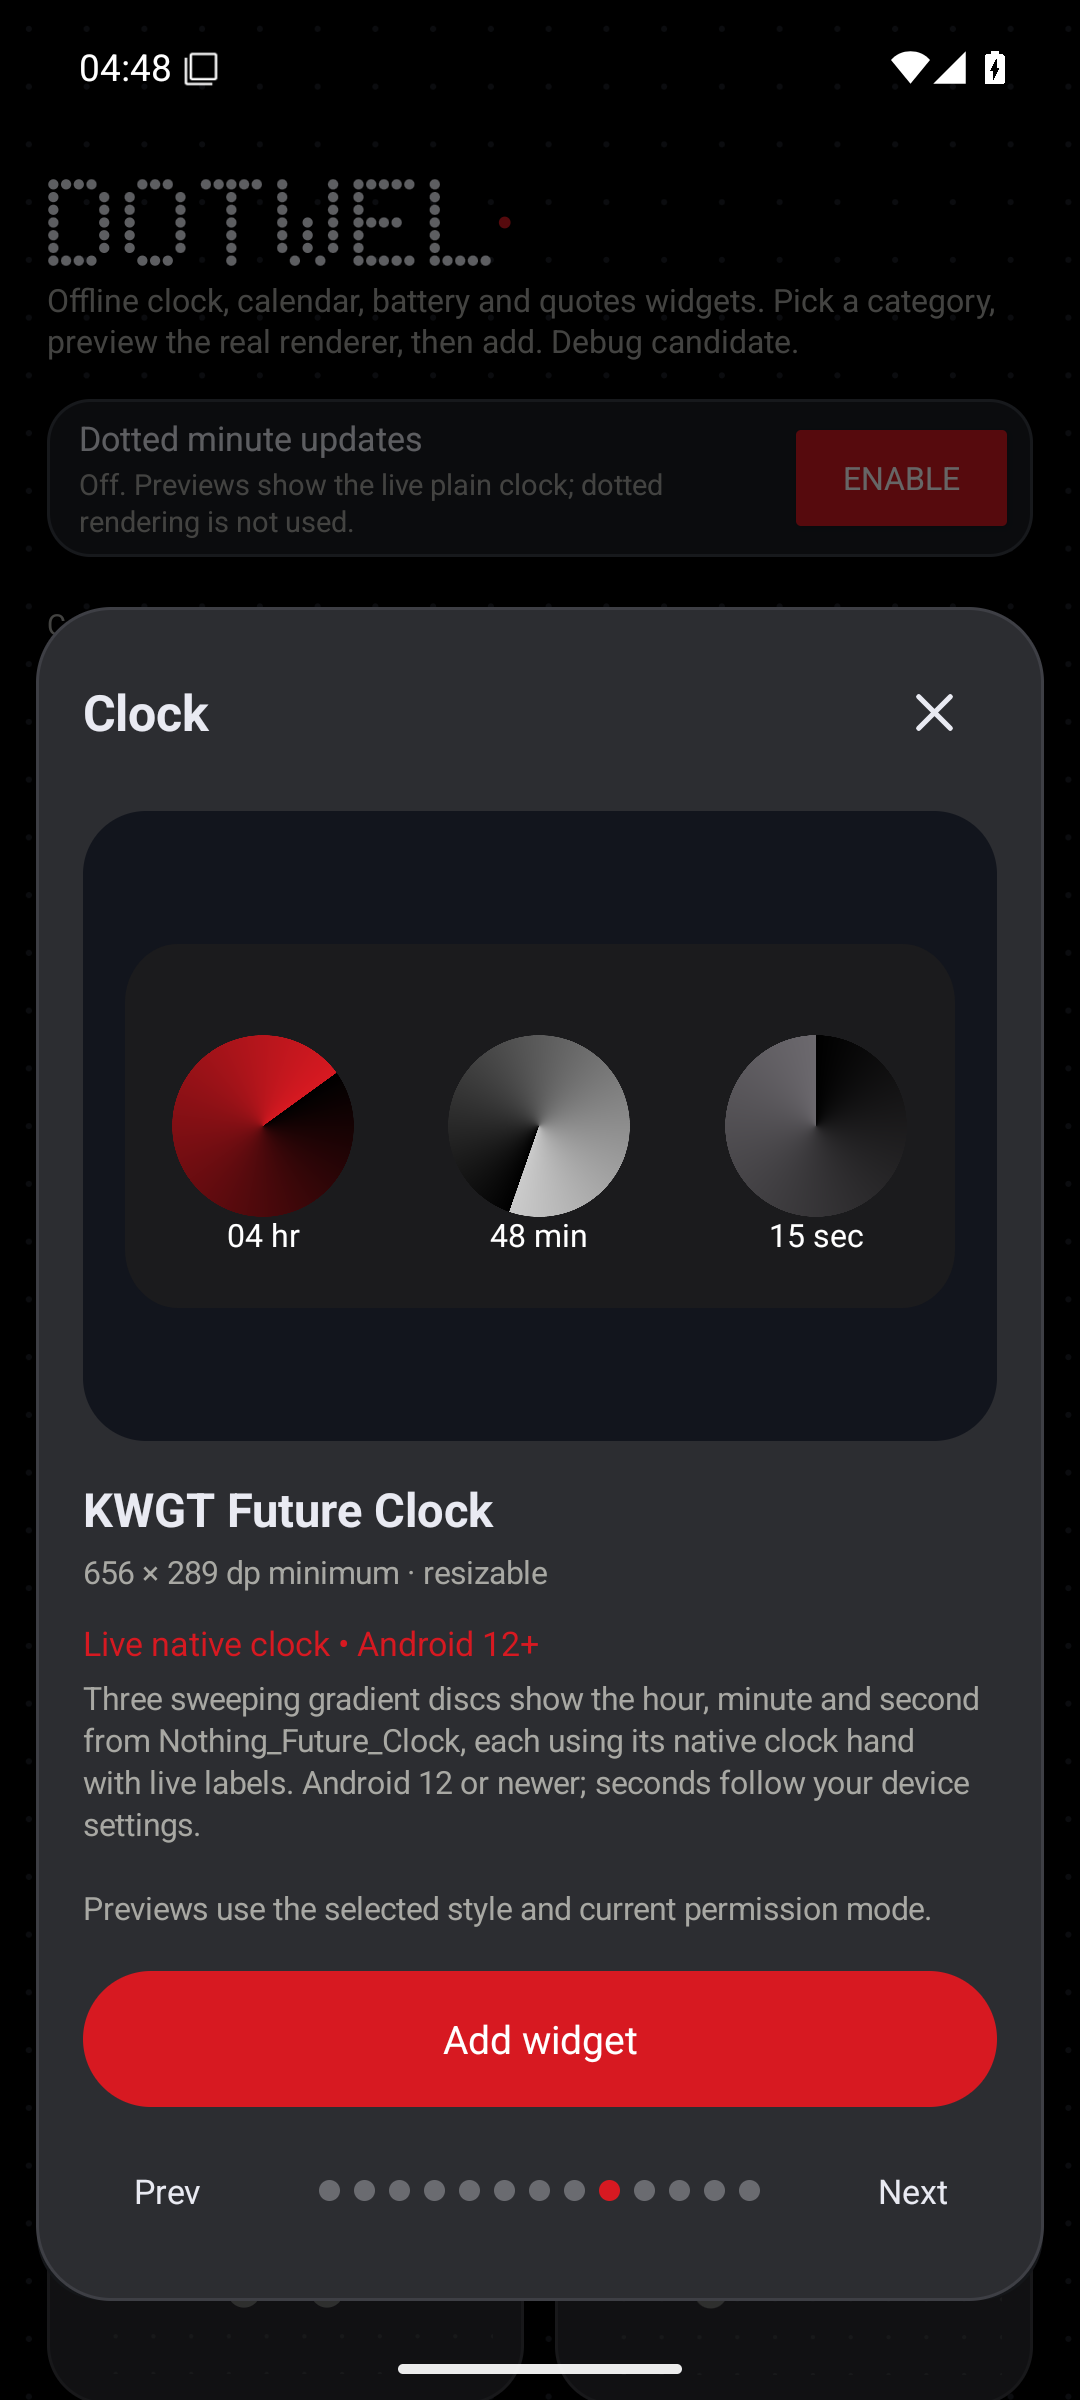 04:48
DOTWEL
Offline clock, calendar, battery and quotes widgets. Pick a category,
preview the real renderer, then add. Debug candidate.
Dotted minute updates
Off. Previews show the live plain clock; dotted
rendering is not used.
ENABLE
Clock
04 hr
48 min
15 sec
KWGT Future Clock
656 × 289 dp minimum · resizable
Live native clock • Android 12+
Three sweeping gradient discs show the hour, minute and second
from Nothing_Future_Clock, each using its native clock hand
with live labels. Android 12 or newer; seconds follow your device
settings.
Previews use the selected style and current permission mode.
Add widget
Prev
Next